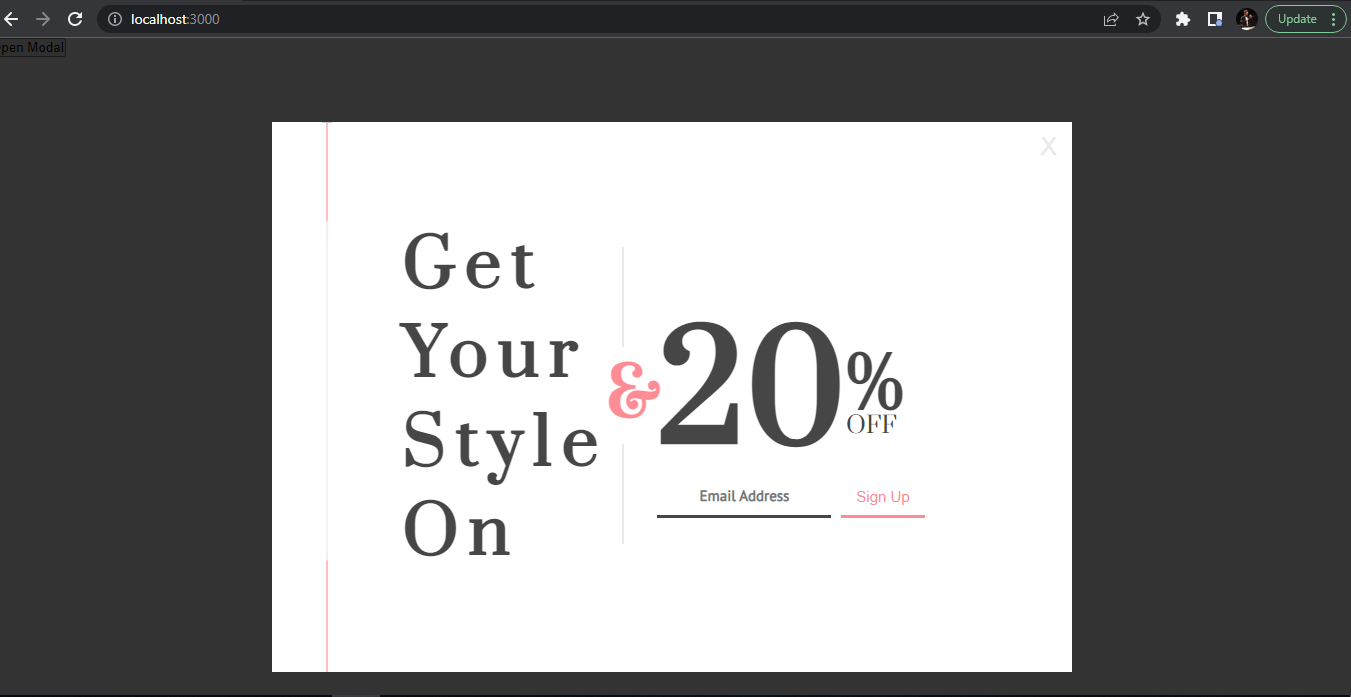 localhost:3000
Update
pen Modal
X
Get
Your
Style
On
&
20%
OFF
Email Address
Sign Up